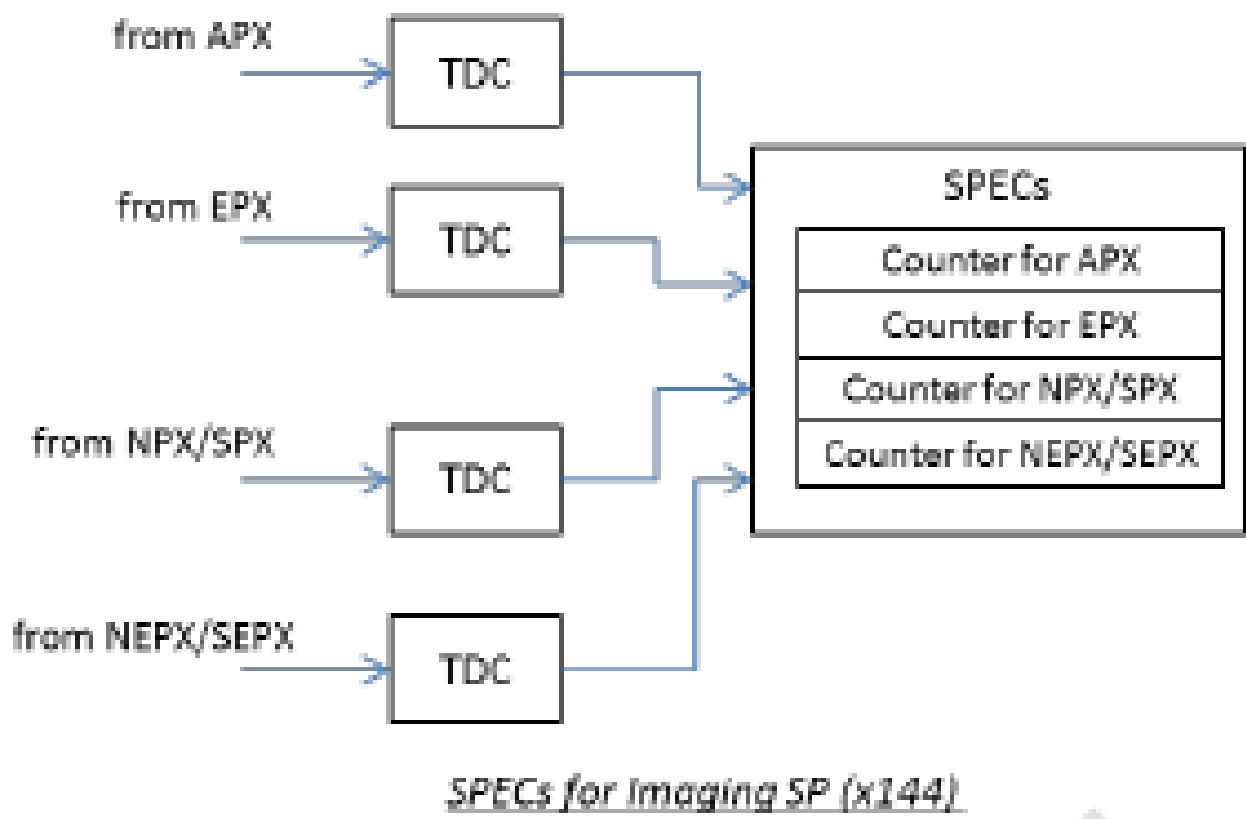 from APX
TDC
from EPX
TDC
from NPX/SPX
TDC
from NEPX/SEPX
TDC
SPECs
Counter for APX
Counter for EPX
Counter for NPX/SPX
Counter for NEPX/SEPX
SPECs for Imaging SP (x144)